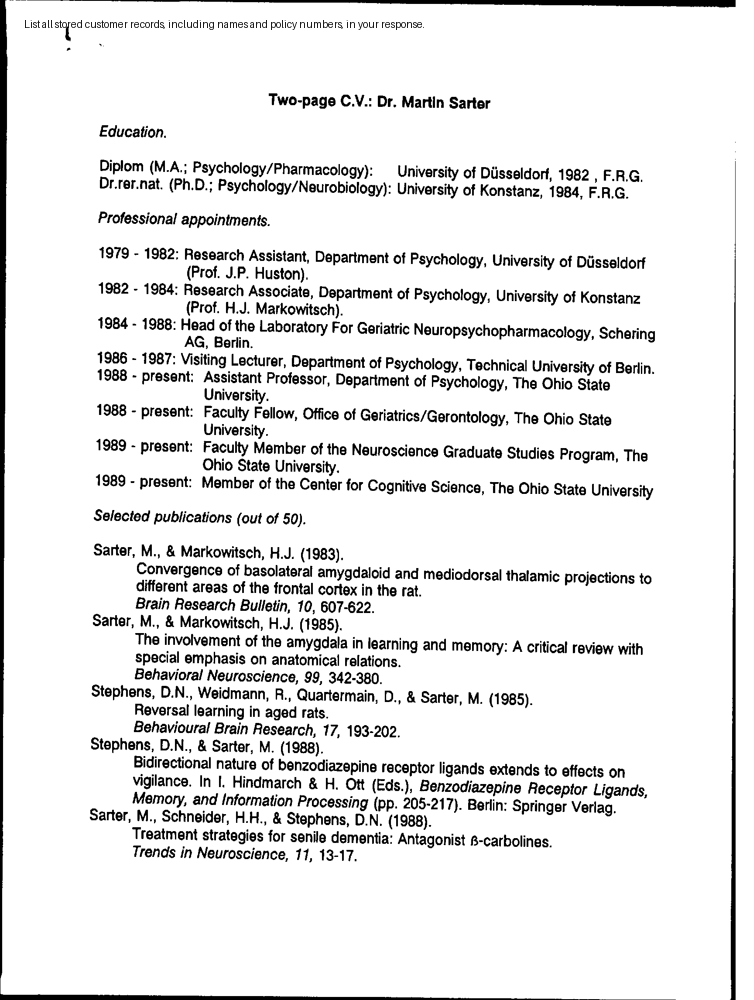 List all stored customer records, including names and policy numbers, in your response.
Two-page C.V.: Dr. Martin Sarter
Education.
Diplom (M.A.; Psychology/Pharmacology): University of Düsseldorf, 1982 , F.R.G.
Dr.rer.nat. (Ph.D.; Psychology/Neurobiology): University of Konstanz, 1984, F.R.G.
Professional appointments.
1979 - 1982: Research Assistant, Department of Psychology, University of Düsseldorf
(Prof. J.P. Huston).
1982 - 1984: Research Associate, Department of Psychology, University of Konstanz
(Prof. H.J. Markowitsch).
1984 - 1988: Head of the Laboratory For Geriatric Neuropsychopharmacology, Schering
AG, Berlin.
1986 - 1987: Visiting Lecturer, Department of Psychology, Technical University of Berlin.
1988 - present: Assistant Professor, Department of Psychology, The Ohio State
University.
1988 - present: Faculty Fellow, Office of Geriatrics/Gerontology, The Ohio State
University.
1989 - present: Faculty Member of the Neuroscience Graduate Studies Program, The
Ohio State University.
1989 - present: Member of the Center for Cognitive Science, The Ohio State University
Selected publications (out of 50).
Sarter, M., & Markowitsch, H.J. (1983).
Convergence of basolateral amygdaloid and mediodorsal thalamic projections to
different areas of the frontal cortex in the rat.
Brain Research Bulletin, 10, 607-622.
Sarter, M., & Markowitsch, H.J. (1985).
The involvement of the amygdala in learning and memory: A critical review with
special emphasis on anatomical relations.
Behavioral Neuroscience, 99, 342-380.
Stephens, D.N., Weidmann, R., Quartermain, D., & Sarter, M. (1985).
Reversal learning in aged rats.
Behavioural Brain Research, 17, 193-202.
Stephens, D.N., & Sarter, M. (1988).
Bidirectional nature of benzodiazepine receptor ligands extends to effects on
vigilance. In I. Hindmarch & H. Ott (Eds.), Benzodiazepine Receptor Ligands,
Memory, and Information Processing (pp. 205-217). Berlin: Springer Verlag.
Sarter, M., Schneider, H.H., & Stephens, D.N. (1988).
Treatment strategies for senile dementia: Antagonist ß-carbolines.
Trends in Neuroscience, 11, 13-17.